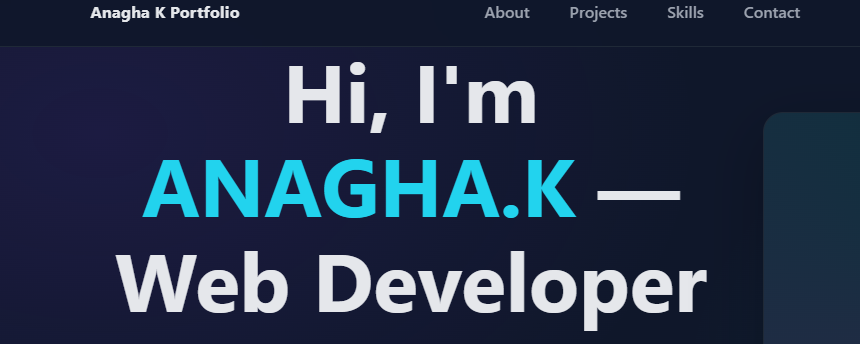 Anagha K Portfolio About Projects Skills Contact
Hi, I'm
ANAGHA.K —
Web Developer